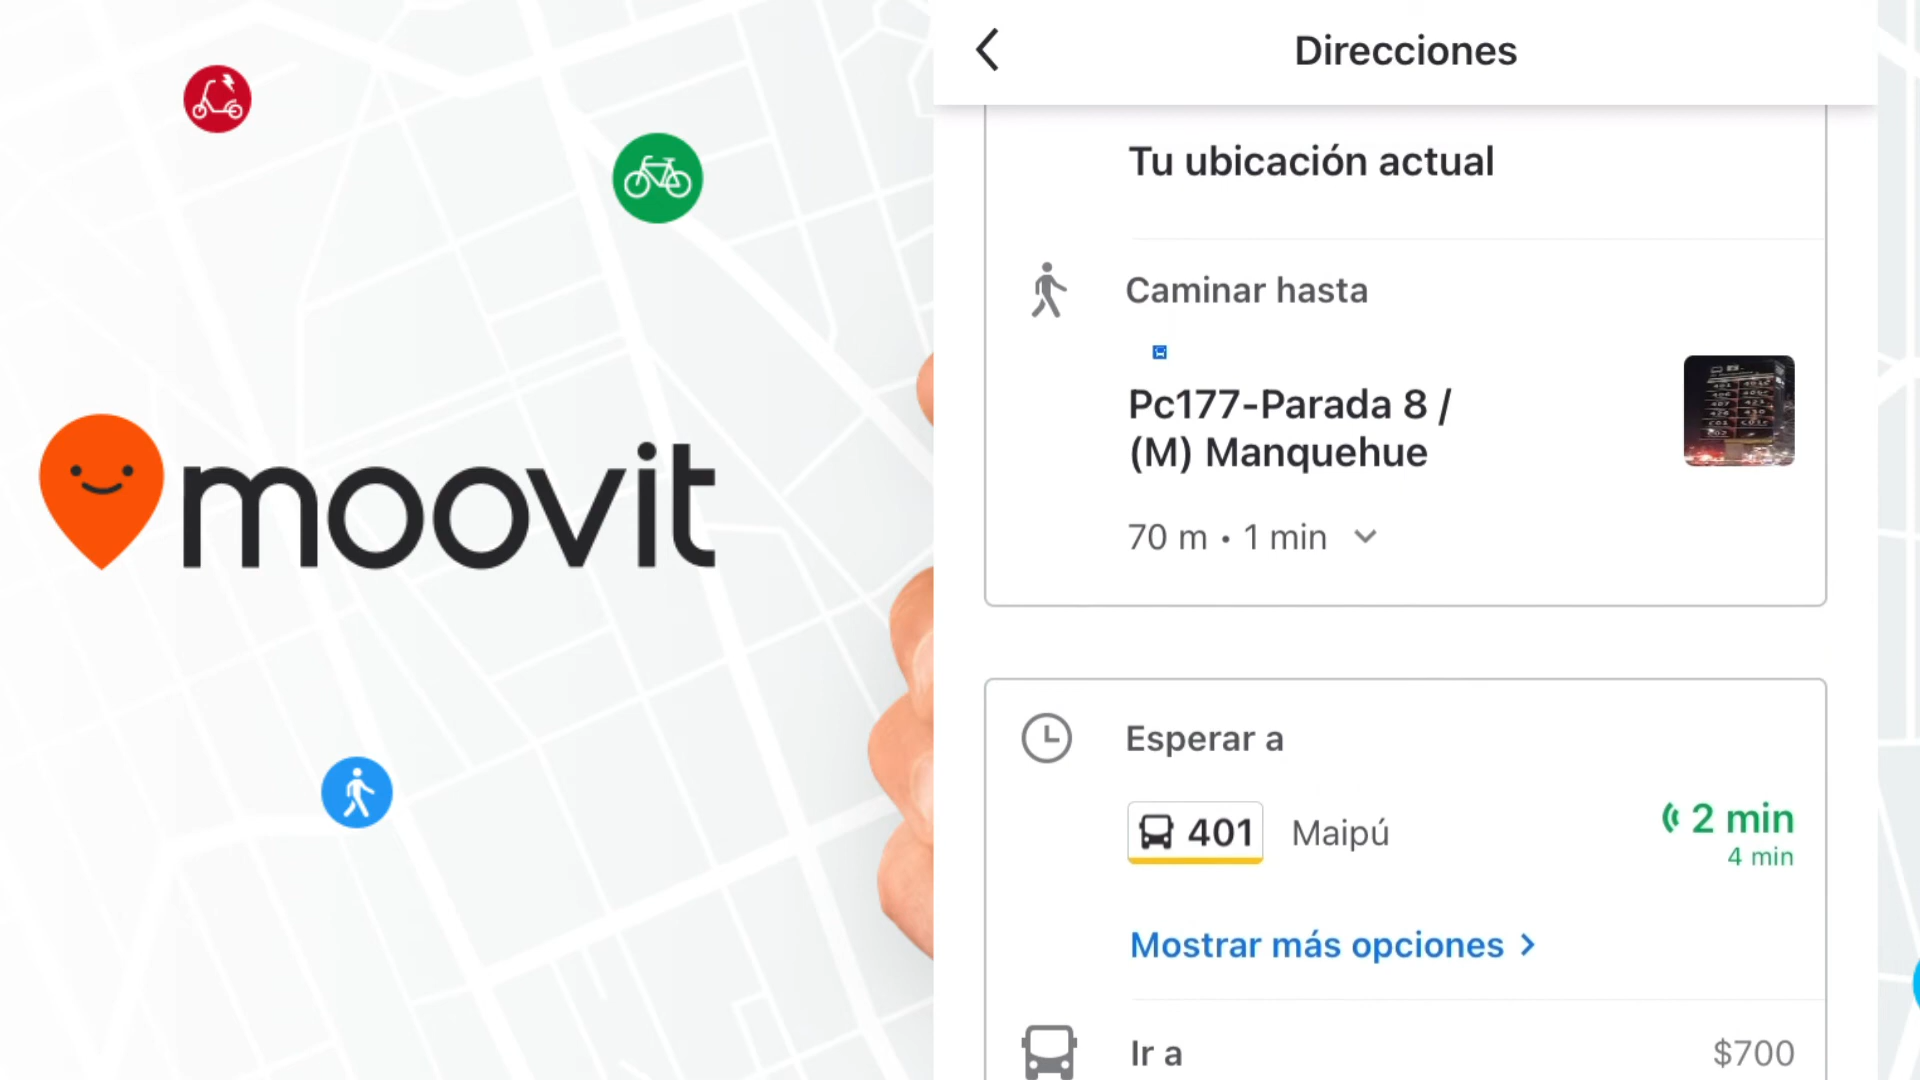 moovit
Direcciones
Tu ubicación actual
Caminar hasta
Pc177-Parada 8 /
(M) Manquehue
70 m • 1 min
Esperar a
401 Maipú
2 min
4 min
Mostrar más opciones
Ir a
$700